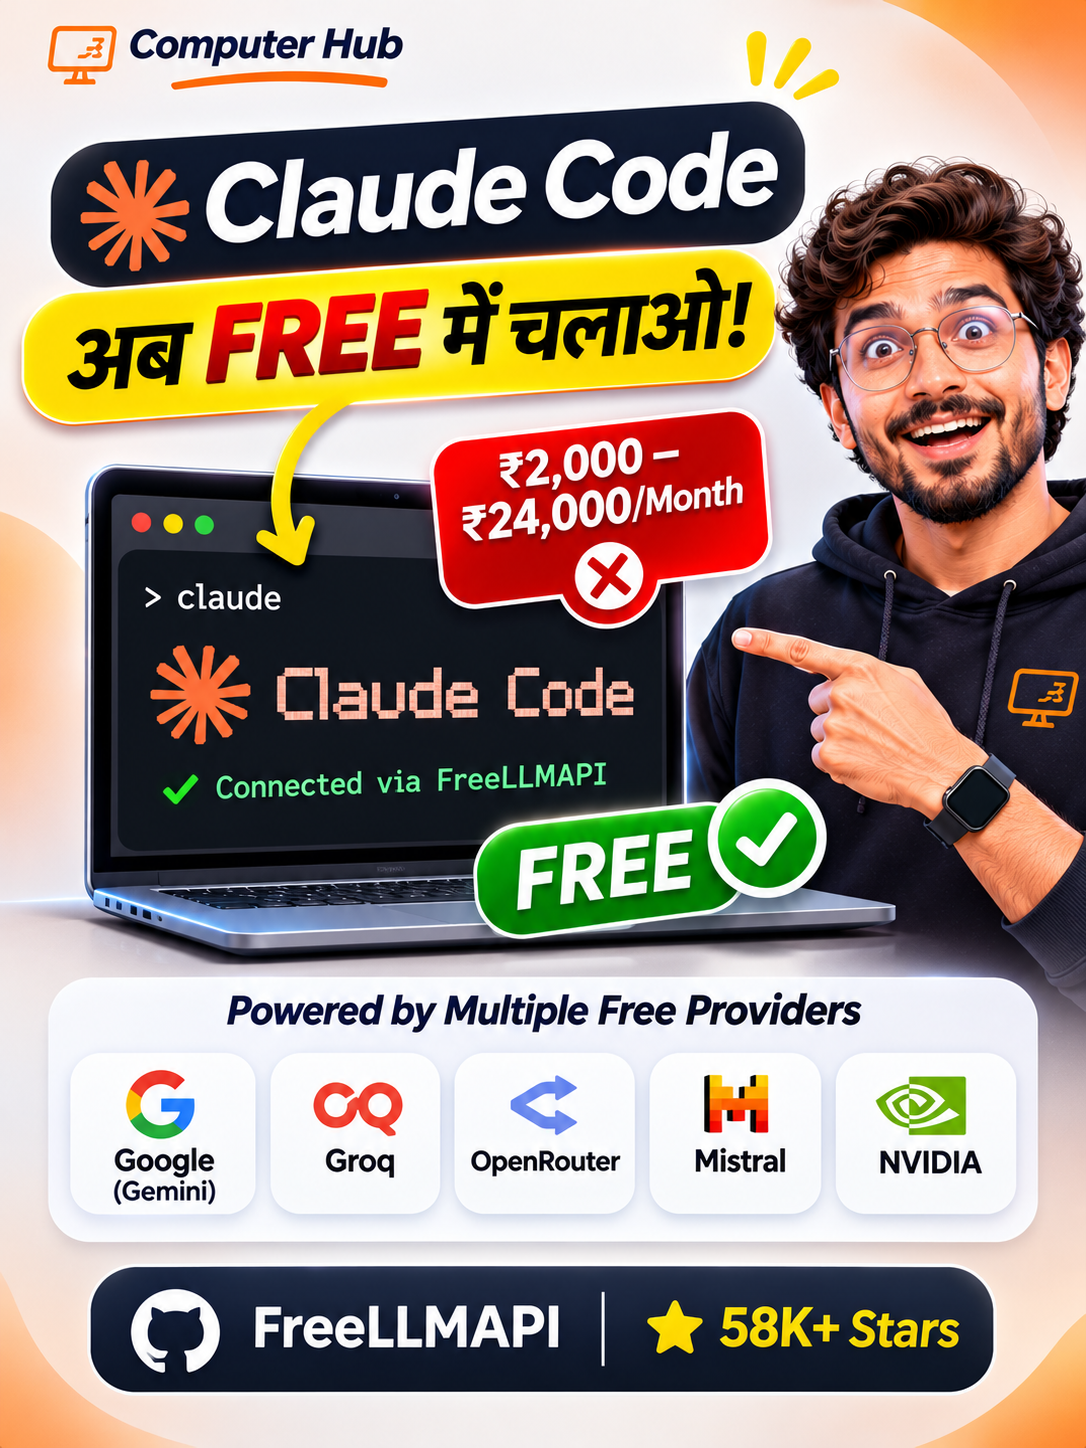 Computer Hub
Claude Code
अब FREE में चलाओ!
₹2,000 –
₹24,000/Month
> claude
Claude Code
✓ Connected via FreeLLMAPI
FREE
Powered by Multiple Free Providers
Google
(Gemini)
Groq
OpenRouter
Mistral
NVIDIA
FreeLLMAPI | 58K+ Stars